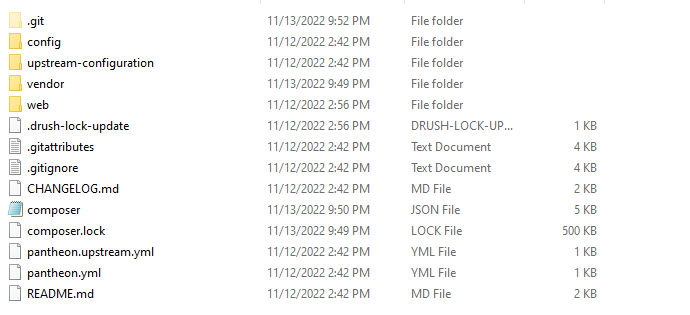 .git 11/13/2022 9:52 PM File folder
config 11/12/2022 2:42 PM File folder
upstream-configuration 11/12/2022 2:42 PM File folder
vendor 11/13/2022 9:49 PM File folder
web 11/12/2022 2:56 PM File folder
.drush-lock-update 11/12/2022 2:56 PM DRUSH-LOCK-UP... 1 KB
.gitattributes 11/12/2022 2:42 PM Text Document 4 KB
.gitignore 11/12/2022 2:42 PM Text Document 4 KB
CHANGELOG.md 11/12/2022 2:42 PM MD File 2 KB
composer 11/13/2022 9:50 PM JSON File 5 KB
composer.lock 11/13/2022 9:49 PM LOCK File 500 KB
pantheon.upstream.yml 11/12/2022 2:42 PM YML File 1 KB
pantheon.yml 11/12/2022 2:42 PM YML File 1 KB
README.md 11/12/2022 2:42 PM MD File 2 KB